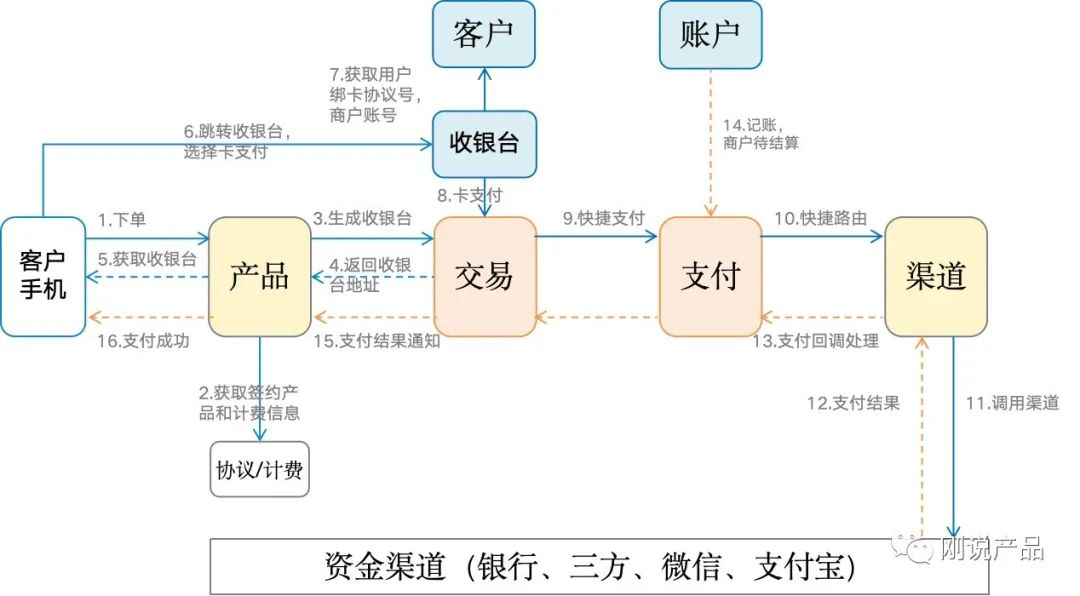 客户
账户
7.获取用户
绑卡协议号，
商户账号
6.跳转收银台，
选择卡支付
收银台
14.记账，
商户待结算
8.卡支付
1.下单
3.生成收银台
9.快捷支付
10.快捷路由
客户
手机
5.获取收银台
产品
4.返回收银
台地址
交易
支付
渠道
16.支付成功
15.支付结果通知
13.支付回调处理
2.获取签约产
品和计费信息
12.支付结果
11.调用渠道
协议/计费
刚说产品
资金渠道（银行、三方、微信、支付宝）